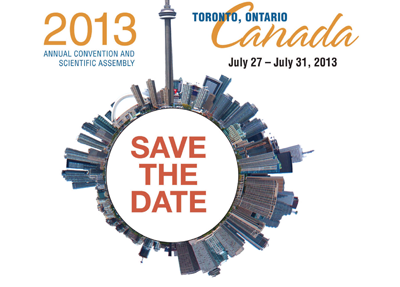 2013
ANNUAL CONVENTION AND
SCIENTIFIC ASSEMBLY
TORONTO, ONTARIO
Canada
July 27 – July 31, 2013
SAVE
THE
DATE